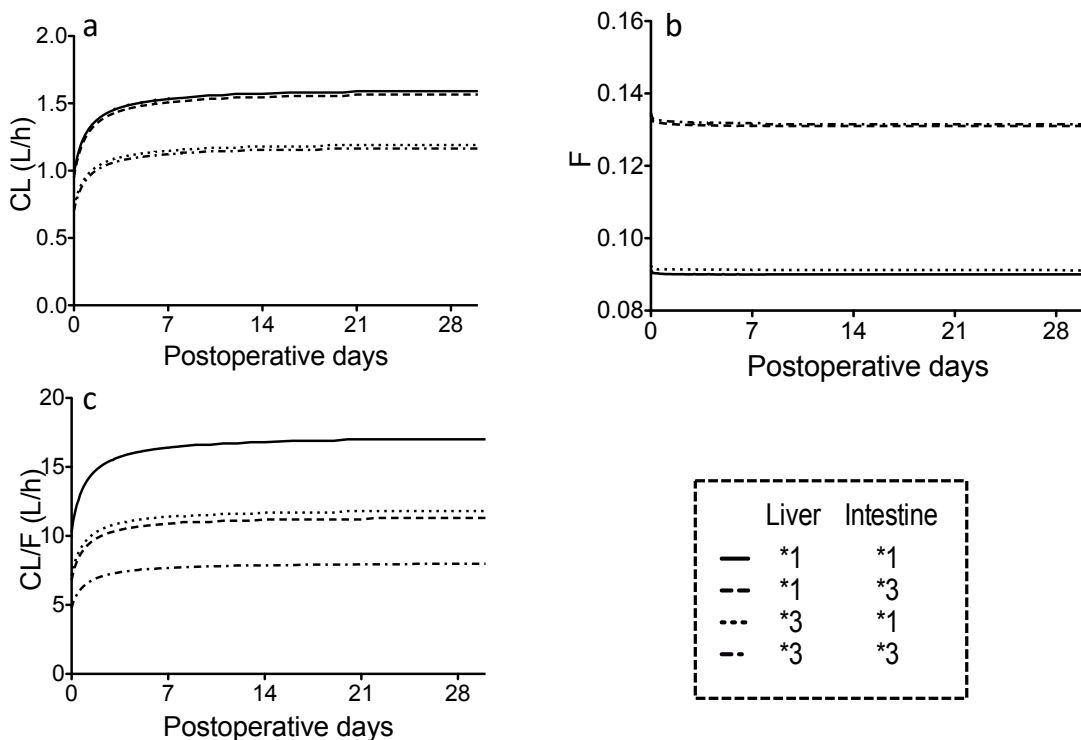 a
2.0
1.5
1.0
0.5
0.0
CL (L/h)
0 7 14 21 28
Postoperative days
b
0.16
0.14
0.12
0.10
0.08
F
0 7 14 21 28
Postoperative days
c
20
15
10
5
0
CL/F (L/h)
0 7 14 21 28
Postoperative days
Liver Intestine
*1 *1
*1 *3
*3 *1
*3 *3